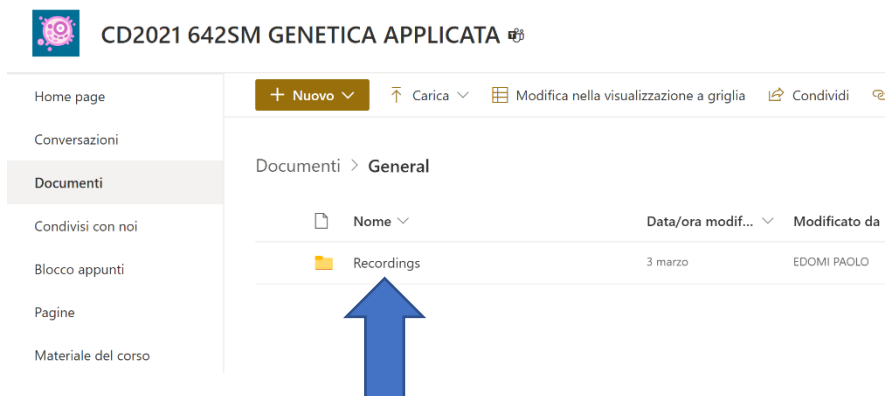 CD2021 642SM GENETICA APPLICATA
Home page
Conversazioni
Documenti
Condivisi con noi
Blocco appunti
Pagine
Materiale del corso
+ Nuovo Carica Modifica nella visualizzazione a griglia Condividi
Documenti > General
Nome Data/ora modif... Modificato da
Recordings 3 marzo EDOMI PAOLO